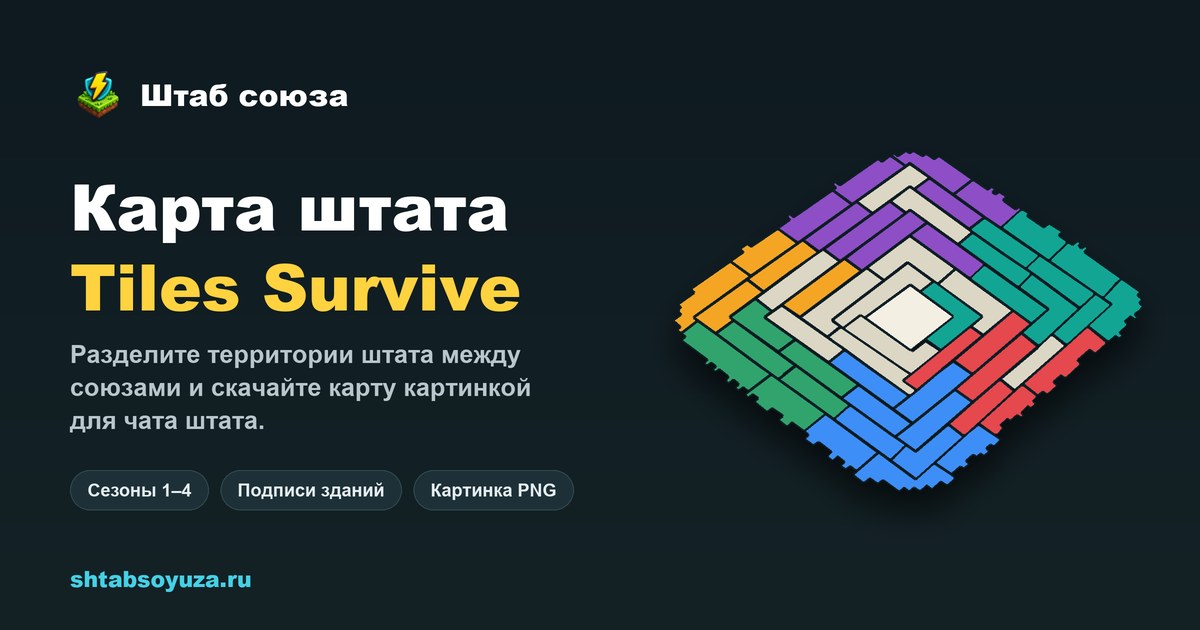 Штаб союза
Карта штата
Tiles Survive
Разделите территории штата между
союзами и скачайте карту картинкой
для чата штата.
Сезоны 1–4
Подписи зданий
Картинка PNG
shtabsoyuza.ru